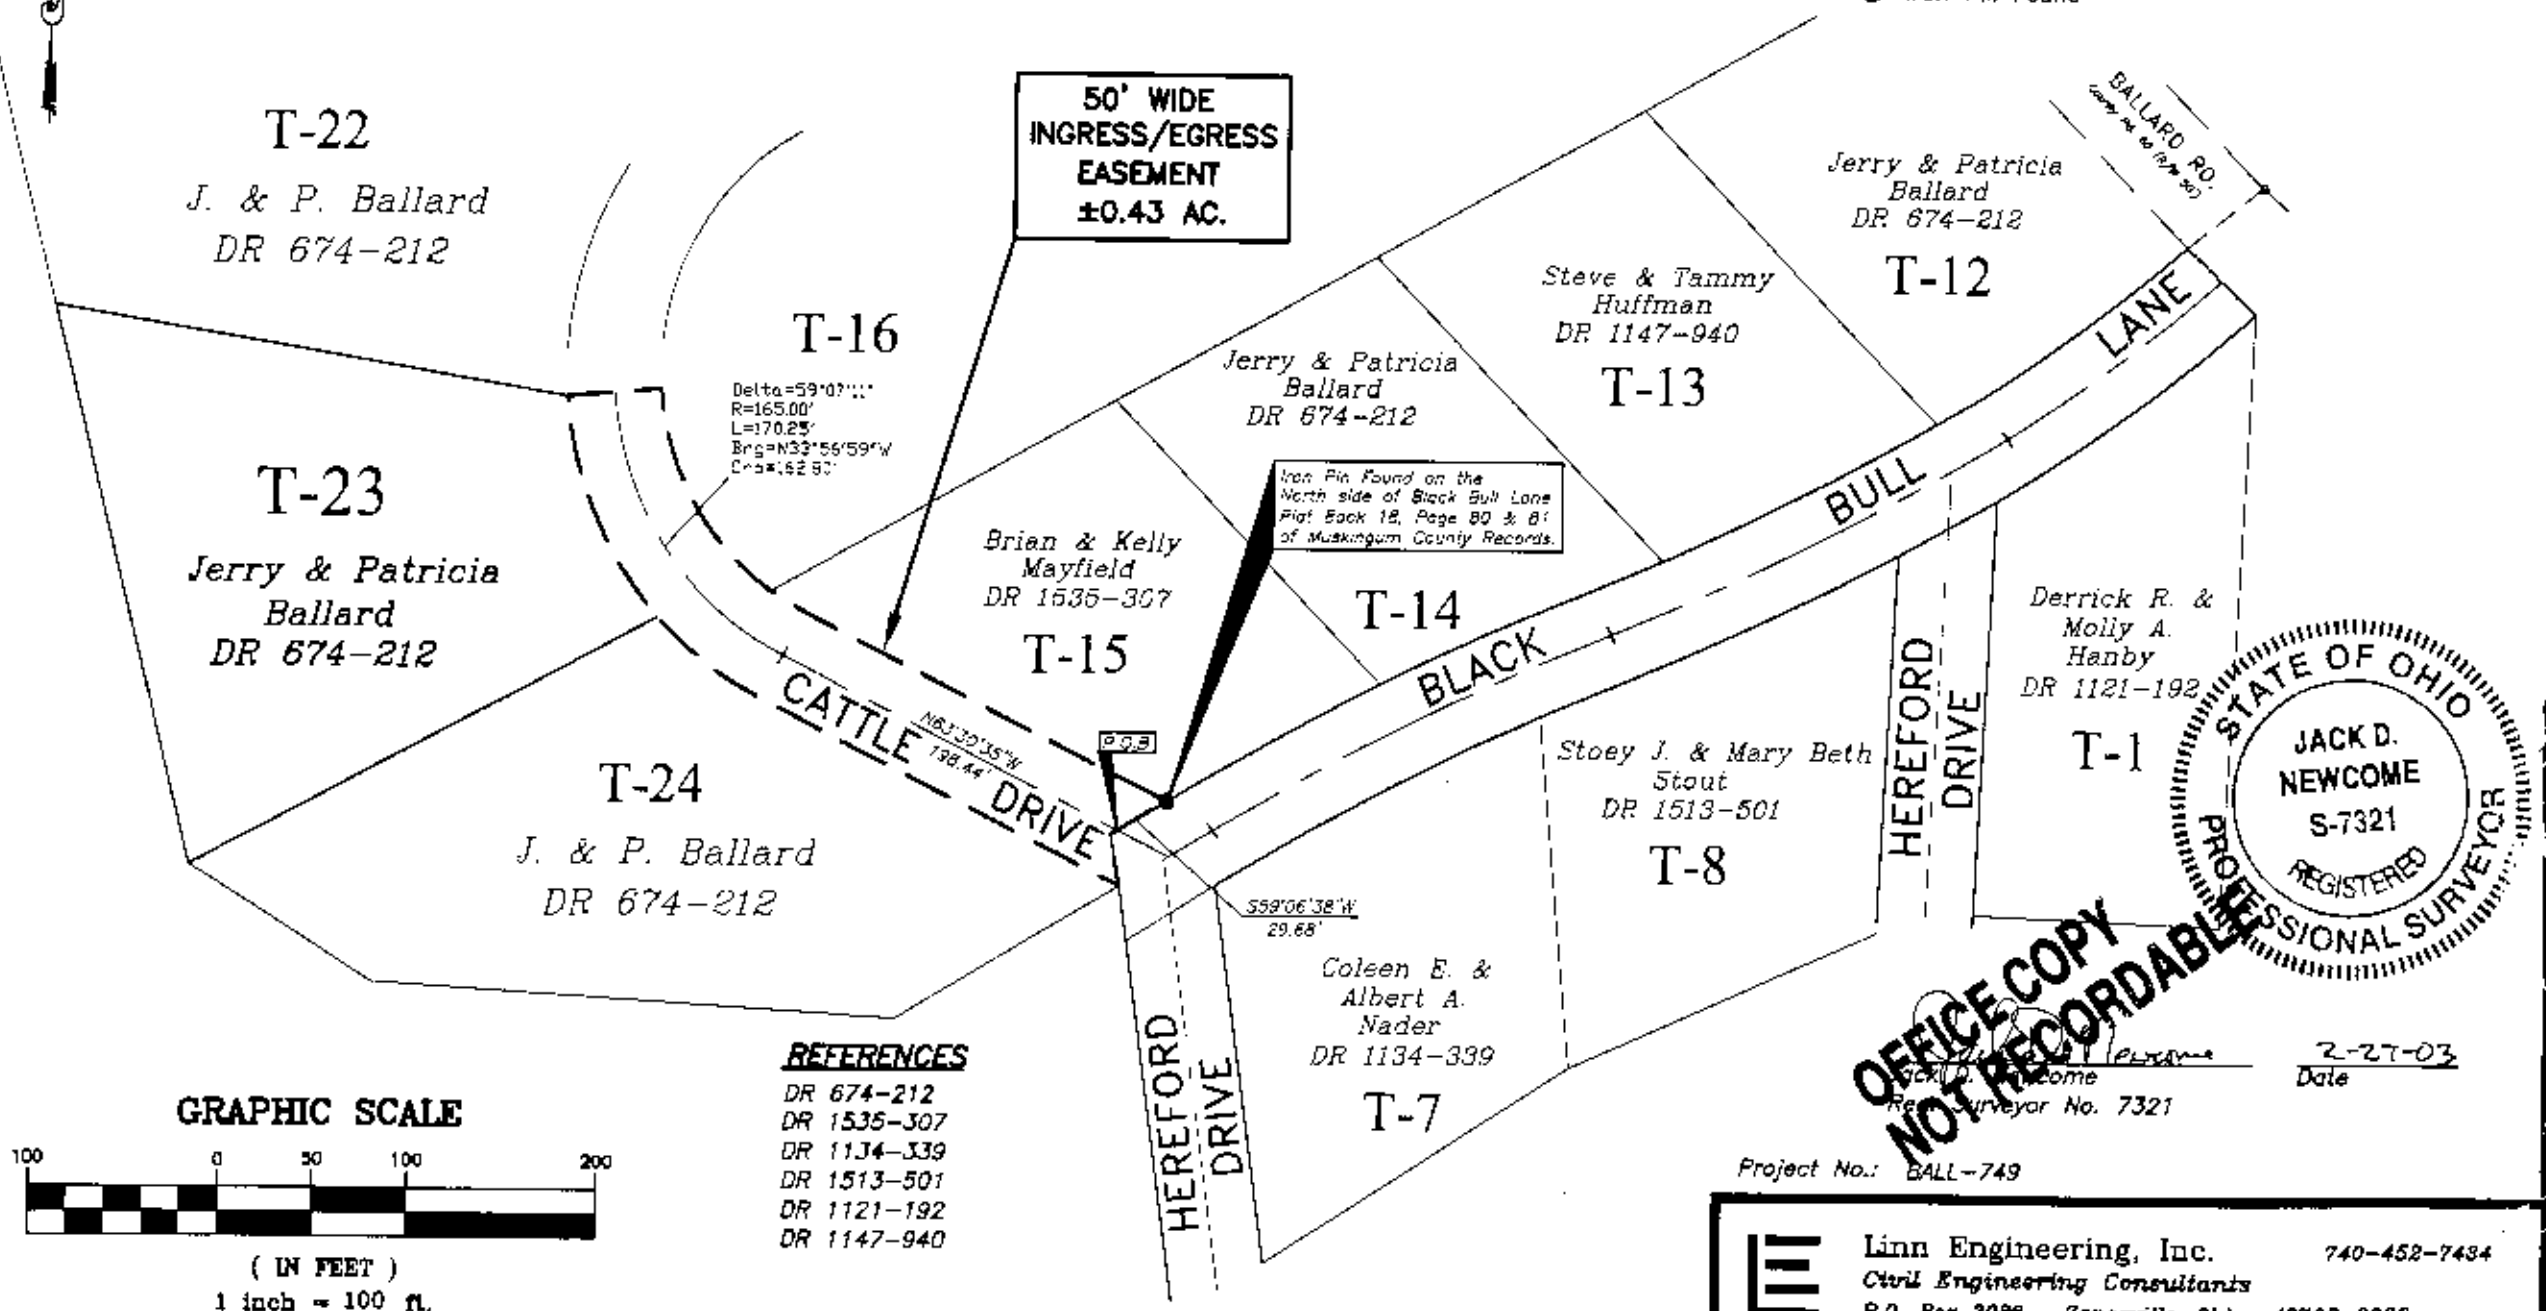 T-22
J. & P. Ballard
DR 674-212
50' WIDE
INGRESS/EGRESS
EASEMENT
±0.43 AC.
BALLARD RD.
Jerry & Patricia
Ballard
DR 674-212
T-12
Steve & Tammy
Huffman
DR 1147-940
T-13
Jerry & Patricia
Ballard
DR 674-212
T-14
T-16
R=165.00'
L=170.25'
Brg=N33°56'59"W
Iron Pin Found on the
North side of Black Bull Lane
Plat Book 18, Page 80 & 81
of Muskingum County Records.
T-23
Jerry & Patricia
Ballard
DR 674-212
Brian & Kelly
Mayfield
DR 1535-307
T-15
BLACK BULL LANE
P.O.B
CATTLE DRIVE
N63°30'35"W
198.44'
T-24
J. & P. Ballard
DR 674-212
S59°06'38"W
29.68'
Stoey J. & Mary Beth
Stout
DR 1513-501
T-8
HEREFORD
DRIVE
Derrick R. &
Molly A.
Hanby
DR 1121-192
T-1
STATE OF OHIO
JACK D.
NEWCOME
S-7321
REGISTERED
PROFESSIONAL SURVEYOR
Coleen E. &
Albert A.
Nader
DR 1134-339
T-7
HEREFORD
DRIVE
OFFICE COPY
NOT RECORDABLE
2-27-03
Date
Surveyor No. 7321
Project No.: BALL-749
REFERENCES
DR 674-212
DR 1535-307
DR 1134-339
DR 1513-501
DR 1121-192
DR 1147-940
GRAPHIC SCALE
100 0 50 100 200
( IN FEET )
1 inch = 100 ft.
Linn Engineering, Inc. 740-452-7434
Civil Engineering Consultants